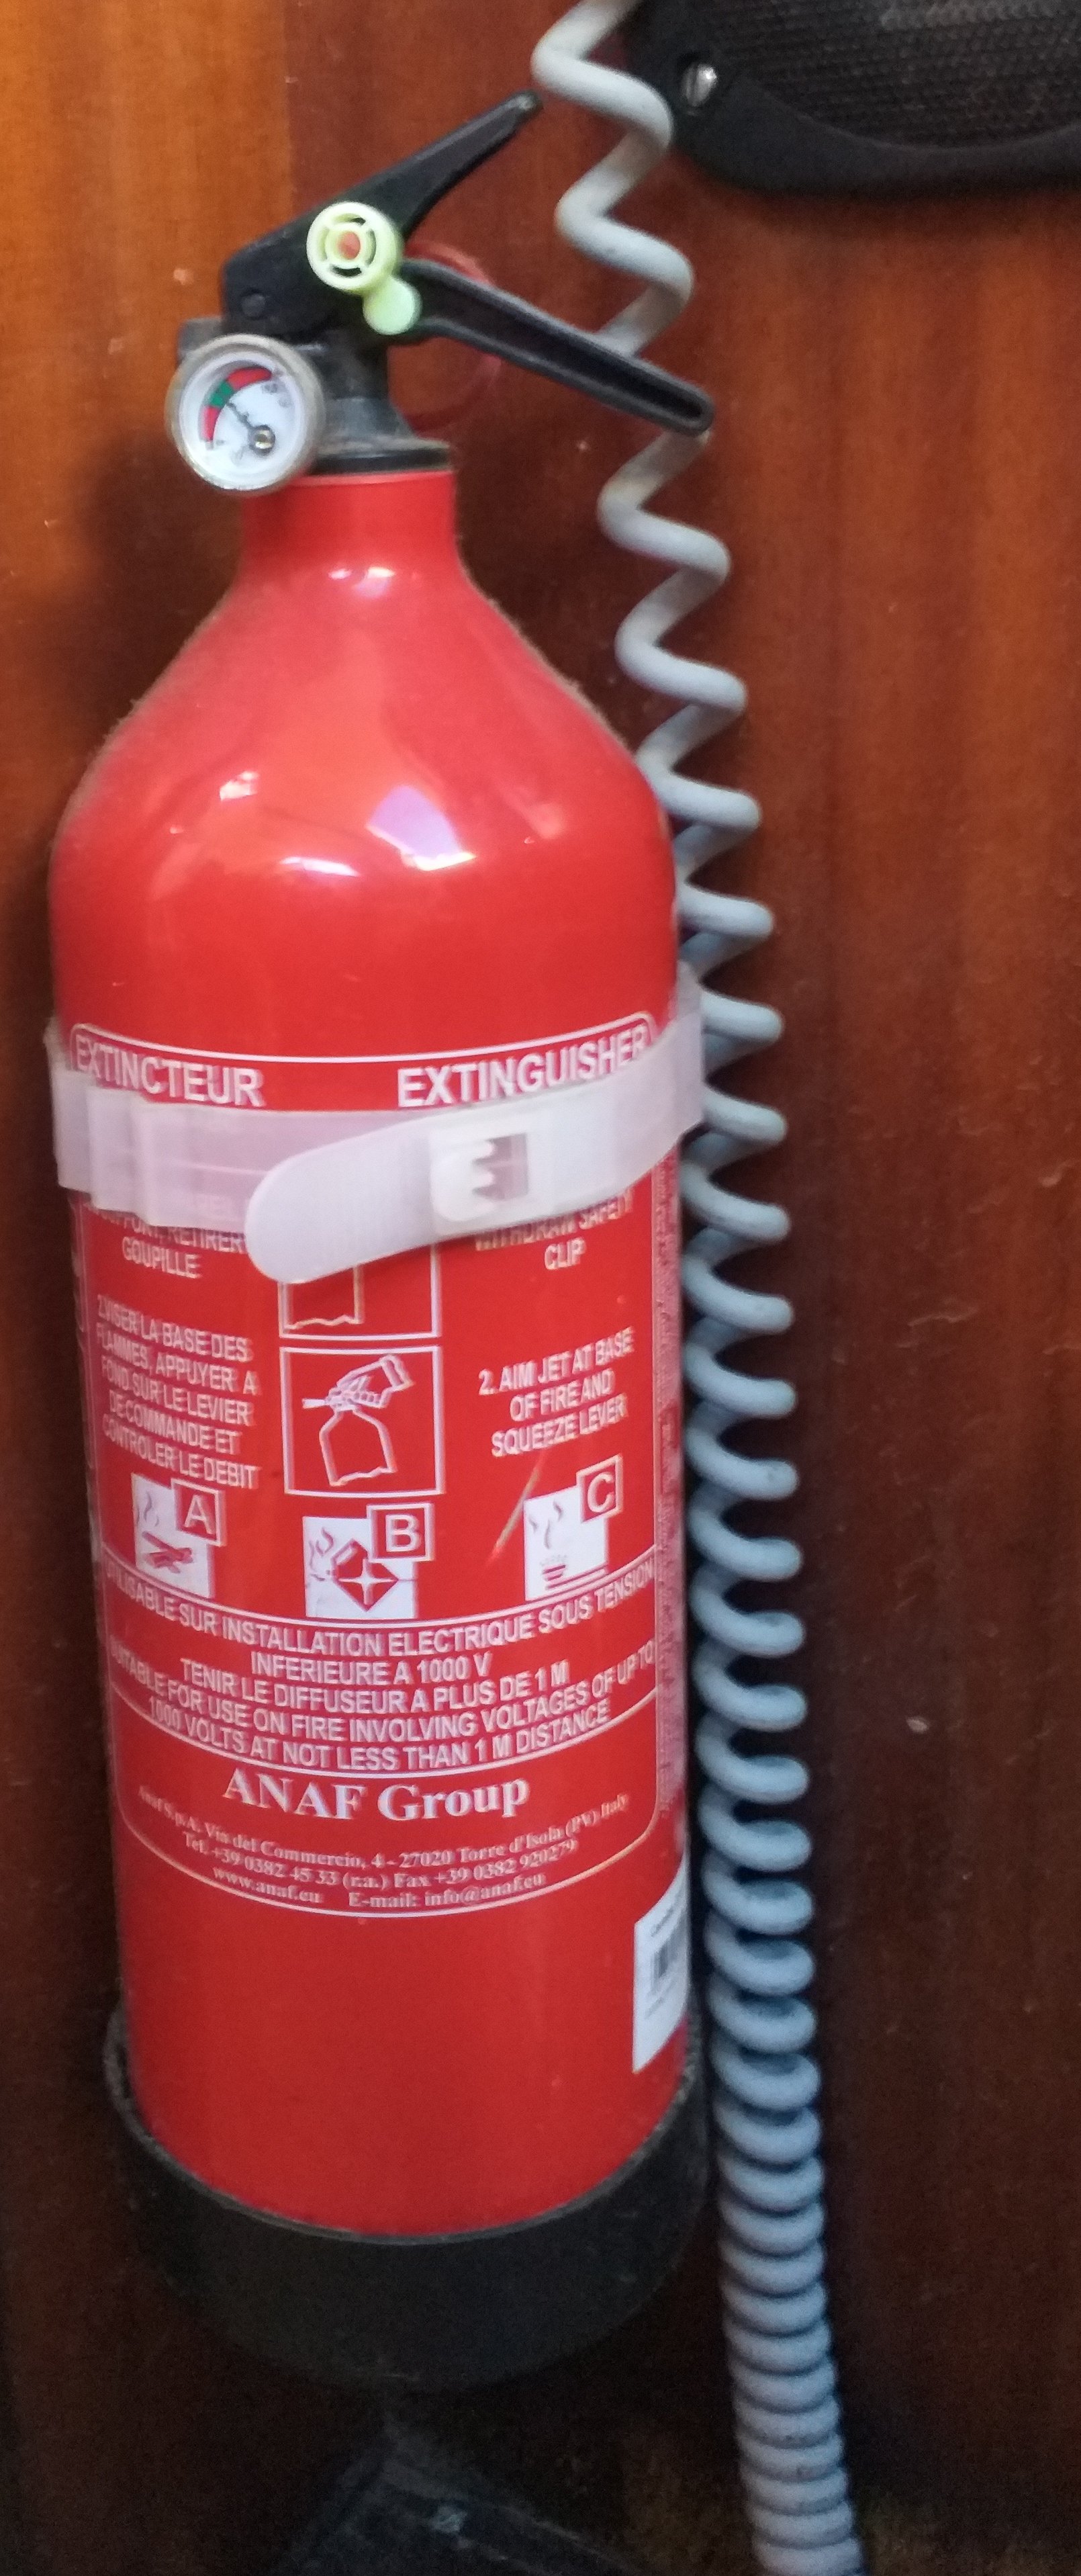 EXTINCTEUR
EXTINGUISHER
RETIRER
GOUPILLE
WITHDRAW SAFETY
CLIP
2.VISER LA BASE DES
FLAMMES, APPUYER A
FOND SUR LE LEVIER
DE COMMANDE ET
CONTROLER LE DEBIT
2. AIM JET AT BASE
OF FIRE AND
SQUEEZE LEVER
A
B
C
UTILISABLE SUR INSTALLATION ELECTRIQUE SOUS TENSION
INFERIEURE A 1000 V
TENIR LE DIFFUSEUR A PLUS DE 1 M
SUITABLE FOR USE ON FIRE INVOLVING VOLTAGES OF UP TO
1000 VOLTS AT NOT LESS THAN 1 M DISTANCE
ANAF Group
Anaf S.p.A. Via del Commercio, 4 - 27020 Torre d'Isola (PV) Italy
Tel. +39 0382 45 33 (r.a.) Fax +39 0382 920279
www.anaf.eu E-mail: info@anaf.eu